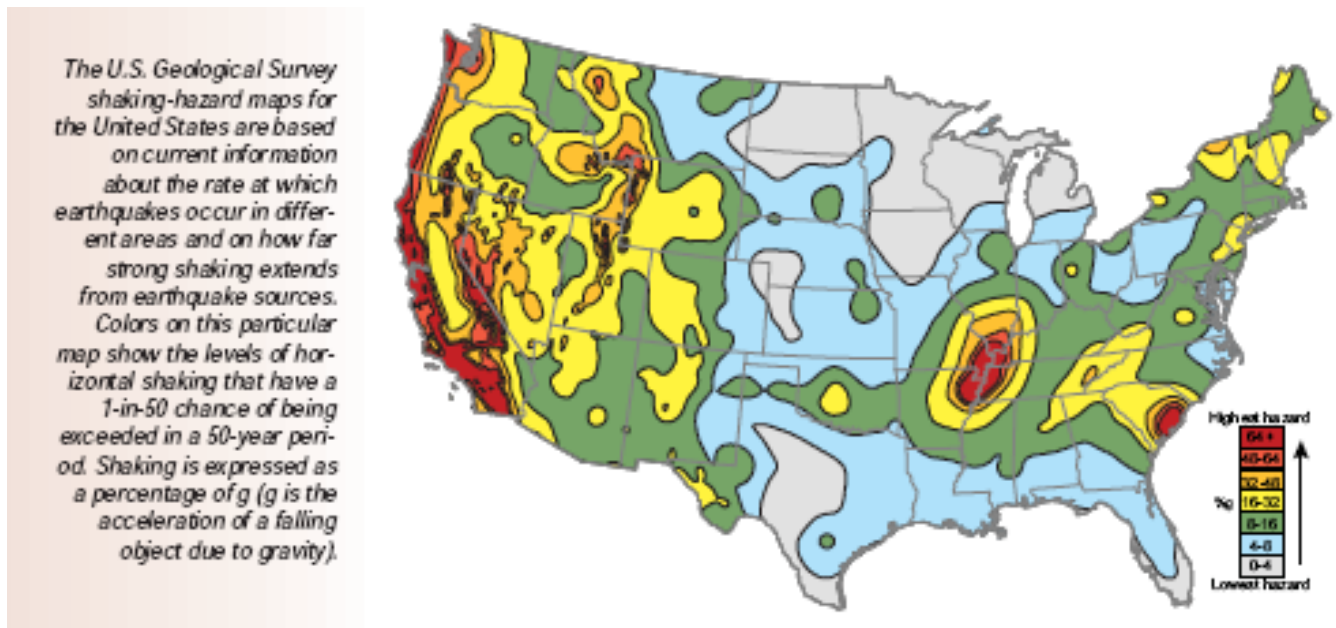 The U.S. Geological Survey
shaking-hazard maps for
the United States are based
on current information
about the rate at which
earthquakes occur in differ-
ent areas and on how far
strong shaking extends
from earthquake sources.
Colors on this particular
map show the levels of hor-
izontal shaking that have a
1-in-50 chance of being
exceeded in a 50-year peri-
od. Shaking is expressed as
a percentage of g (g is the
acceleration of a falling
object due to gravity).
Highest hazard
64+
48-64
32-48
%g 16-32
8-16
4-8
0-4
Lowest hazard